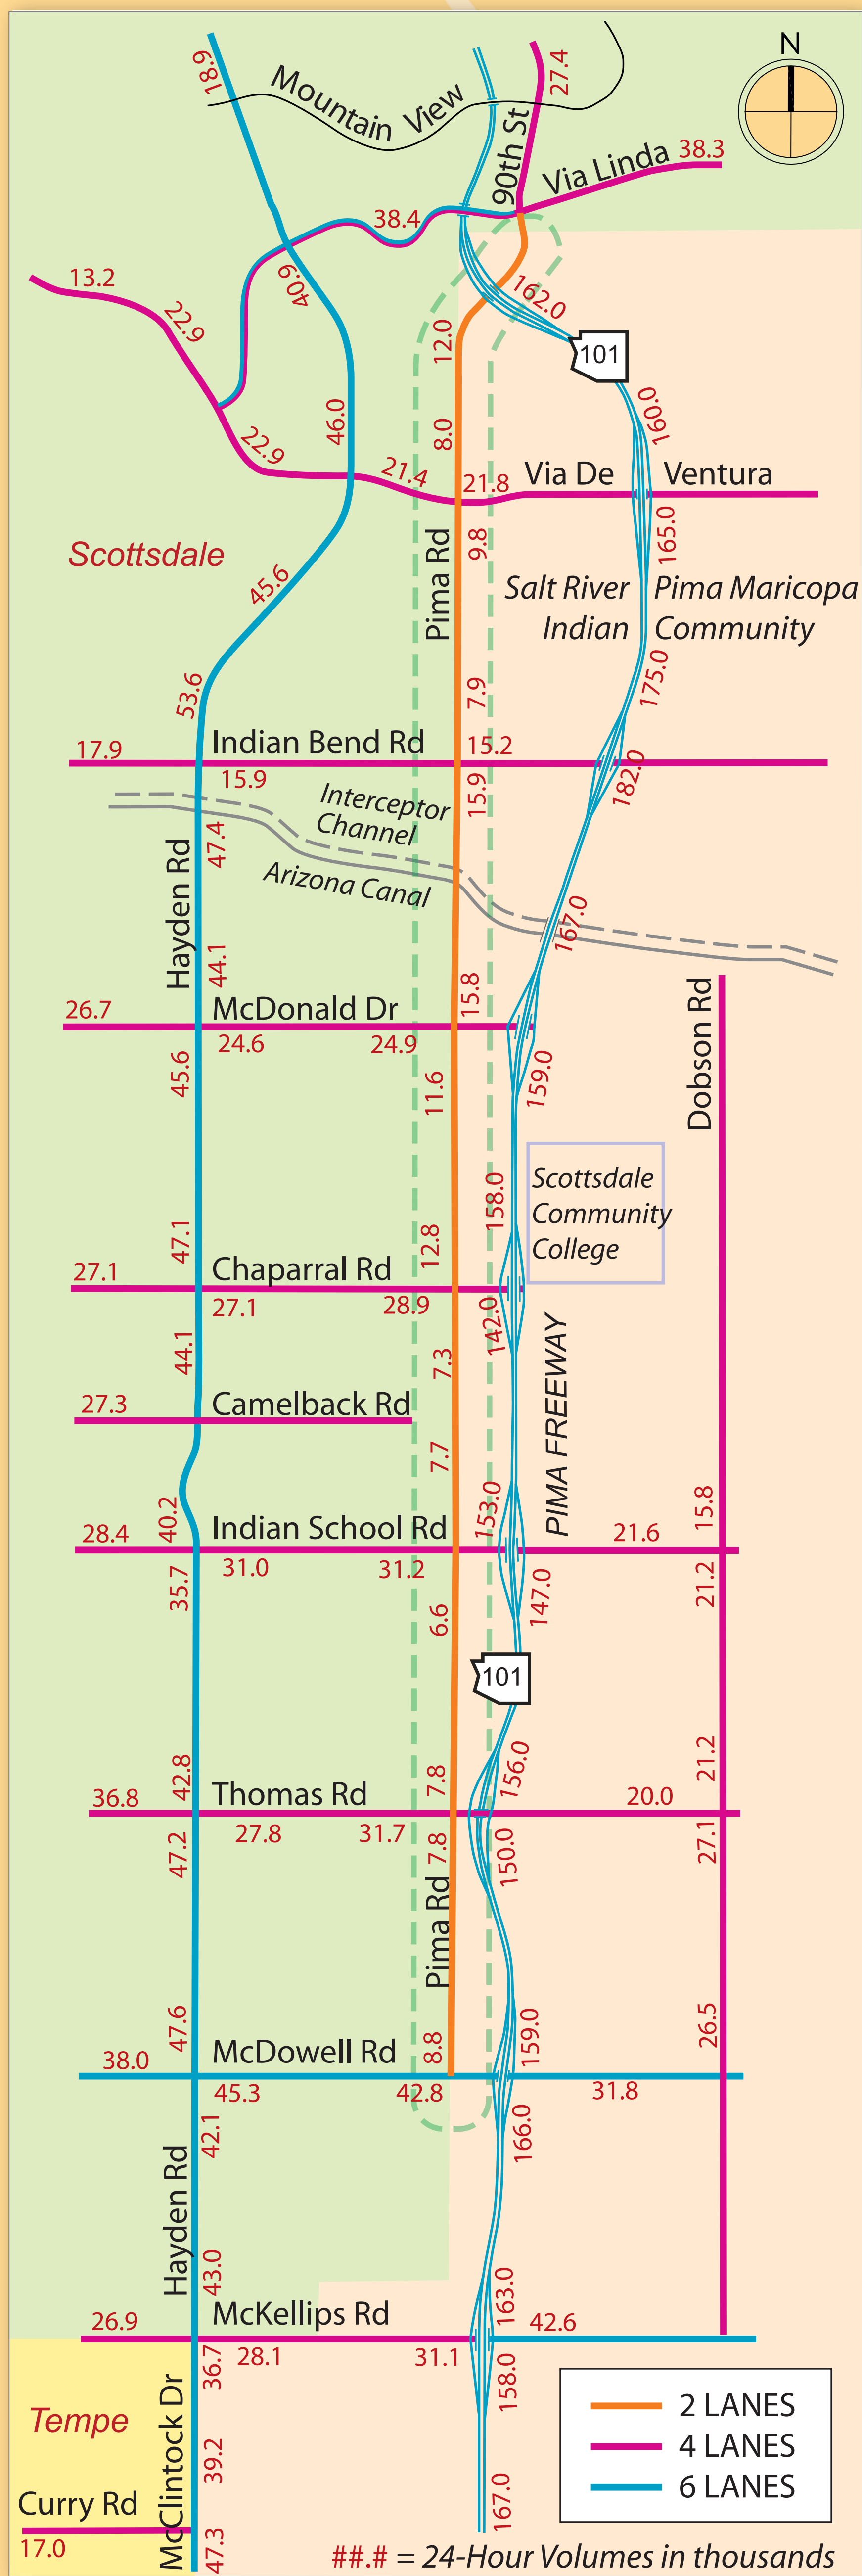 N
18.9
Mountain View
27.4
90th St
Via Linda
38.3
38.4
13.2
40.9
22.9
162.0
12.0
101
160.0
46.0
8.0
22.9
21.4
21.8
Via De Ventura
165.0
9.8
Pima Rd
Scottsdale
45.6
Salt River Pima Maricopa
Indian Community
175.0
53.6
7.9
Indian Bend Rd
17.9
15.2
15.9
15.9
182.0
Interceptor
Channel
47.4
Arizona Canal
Hayden Rd
167.0
44.1
15.8
26.7
McDonald Dr
24.6
24.9
Dobson Rd
45.6
11.6
159.0
158.0
Scottsdale
Community
College
47.1
12.8
27.1
Chaparral Rd
27.1
28.9
142.0
44.1
7.3
PIMA FREEWAY
27.3
Camelback Rd
7.7
40.2
153.0
15.8
28.4
Indian School Rd
21.6
31.0
31.2
35.7
147.0
21.2
6.6
101
42.8
7.8
156.0
21.2
36.8
Thomas Rd
20.0
27.8
31.7
47.2
7.8
150.0
27.1
Pima Rd
47.6
8.8
159.0
26.5
38.0
McDowell Rd
45.3
42.8
31.8
42.1
166.0
Hayden Rd
43.0
163.0
26.9
McKellips Rd
42.6
28.1
31.1
36.7
158.0
Tempe
McClintock Dr
39.2
2 LANES
4 LANES
6 LANES
Curry Rd
17.0
47.3
167.0
##.# = 24-Hour Volumes in thousands